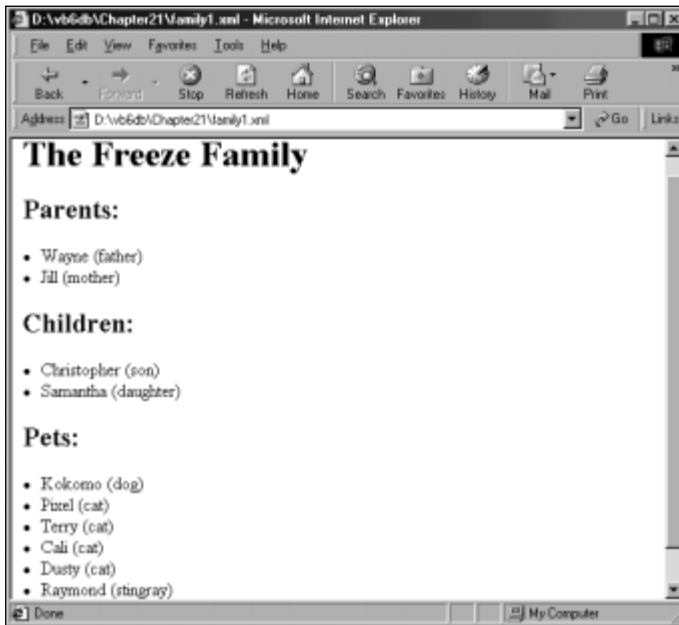 D:\vb6db\Chapter21\family1.xml - Microsoft Internet Explorer
File Edit View Favorites Tools Help
Back Forward Stop Refresh Home Search Favorites History Mail Print »
Address D:\vb6db\Chapter21\family1.xml Go Links
The Freeze Family
Parents:
• Wayne (father)
• Jill (mother)
Children:
• Christopher (son)
• Samantha (daughter)
Pets:
• Kokomo (dog)
• Pixel (cat)
• Terry (cat)
• Cali (cat)
• Dusty (cat)
• Raymond (stingray)
Done My Computer